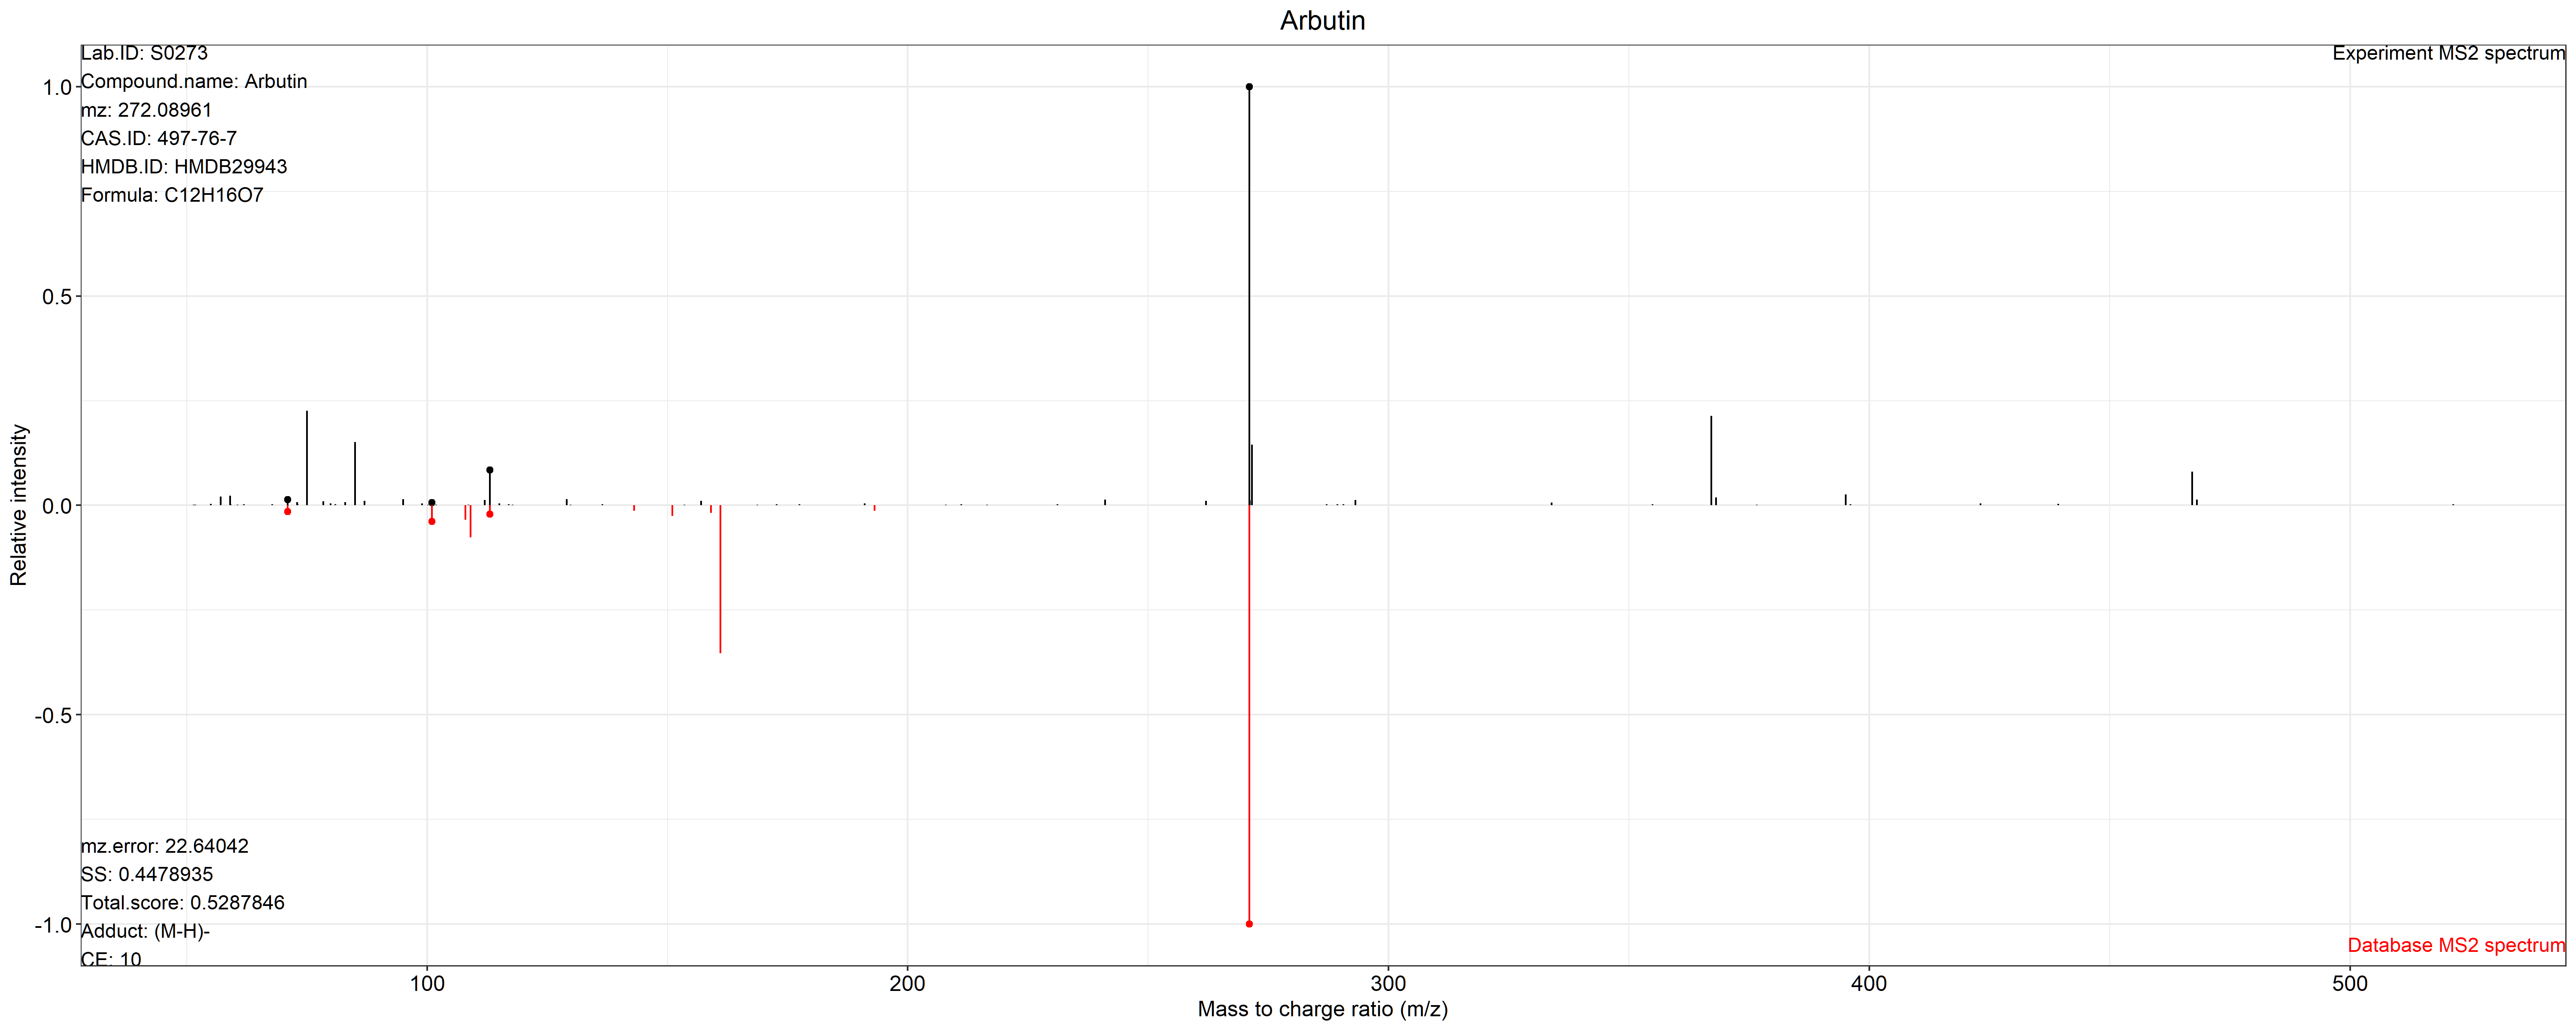 Arbutin
Lab.ID: S0273
Compound.name: Arbutin
mz: 272.08961
CAS.ID: 497-76-7
HMDB.ID: HMDB29943
Formula: C12H16O7
Experiment MS2 spectrum
1.0
0.5
0.0
-0.5
-1.0
Relative intensity
mz.error: 22.64042
SS: 0.4478935
Total.score: 0.5287846
Adduct: (M-H)-
CE: 10
Database MS2 spectrum
100 200 300 400 500
Mass to charge ratio (m/z)